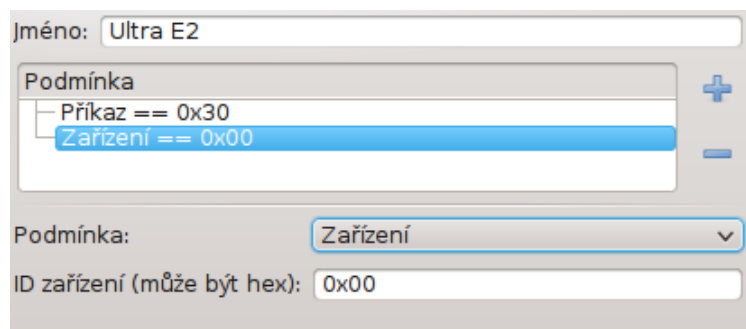 Jméno: Ultra E2
Podmínka
Příkaz == 0x30
Zařízení == 0x00
Podmínka: Zařízení
ID zařízení (může být hex): 0x00